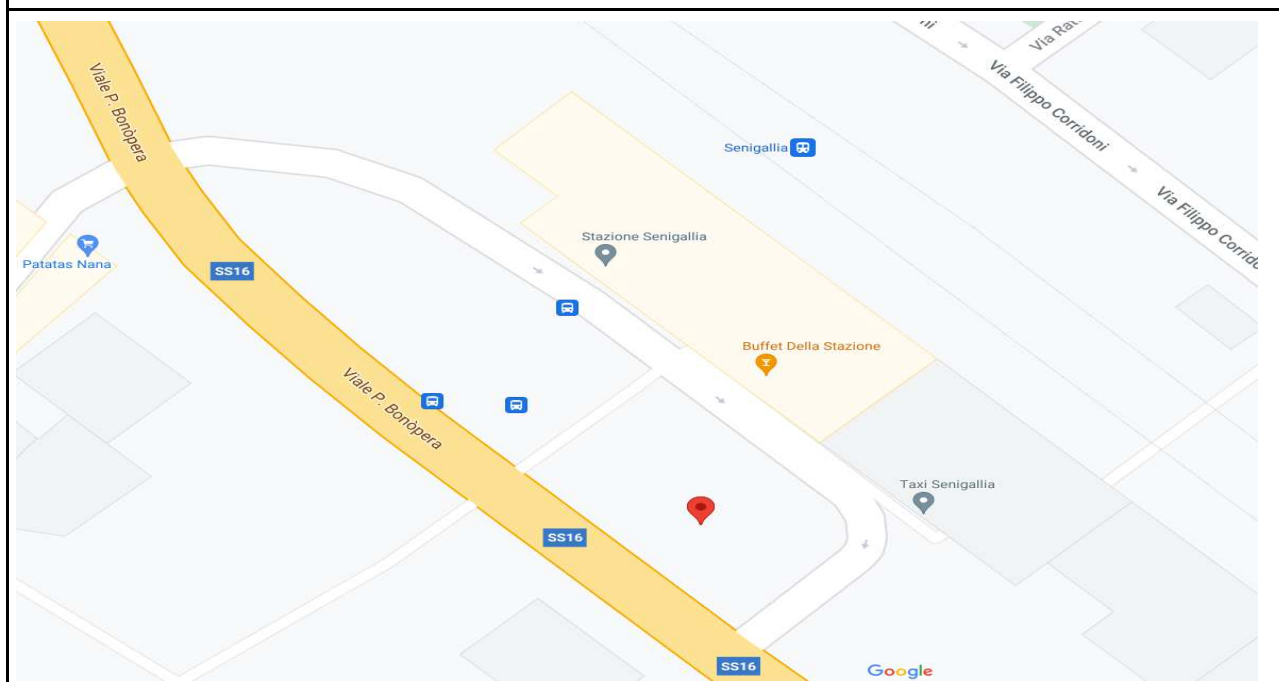 Viale P. Bonòpera
Via Filippo Corridoni
Senigallia
Via Filippo
Stazione Senigallia
Patatas Nana
SS16
Buffet Della Stazione
Viale P. Bonòpera
Taxi Senigallia
SS16
SS16
Google